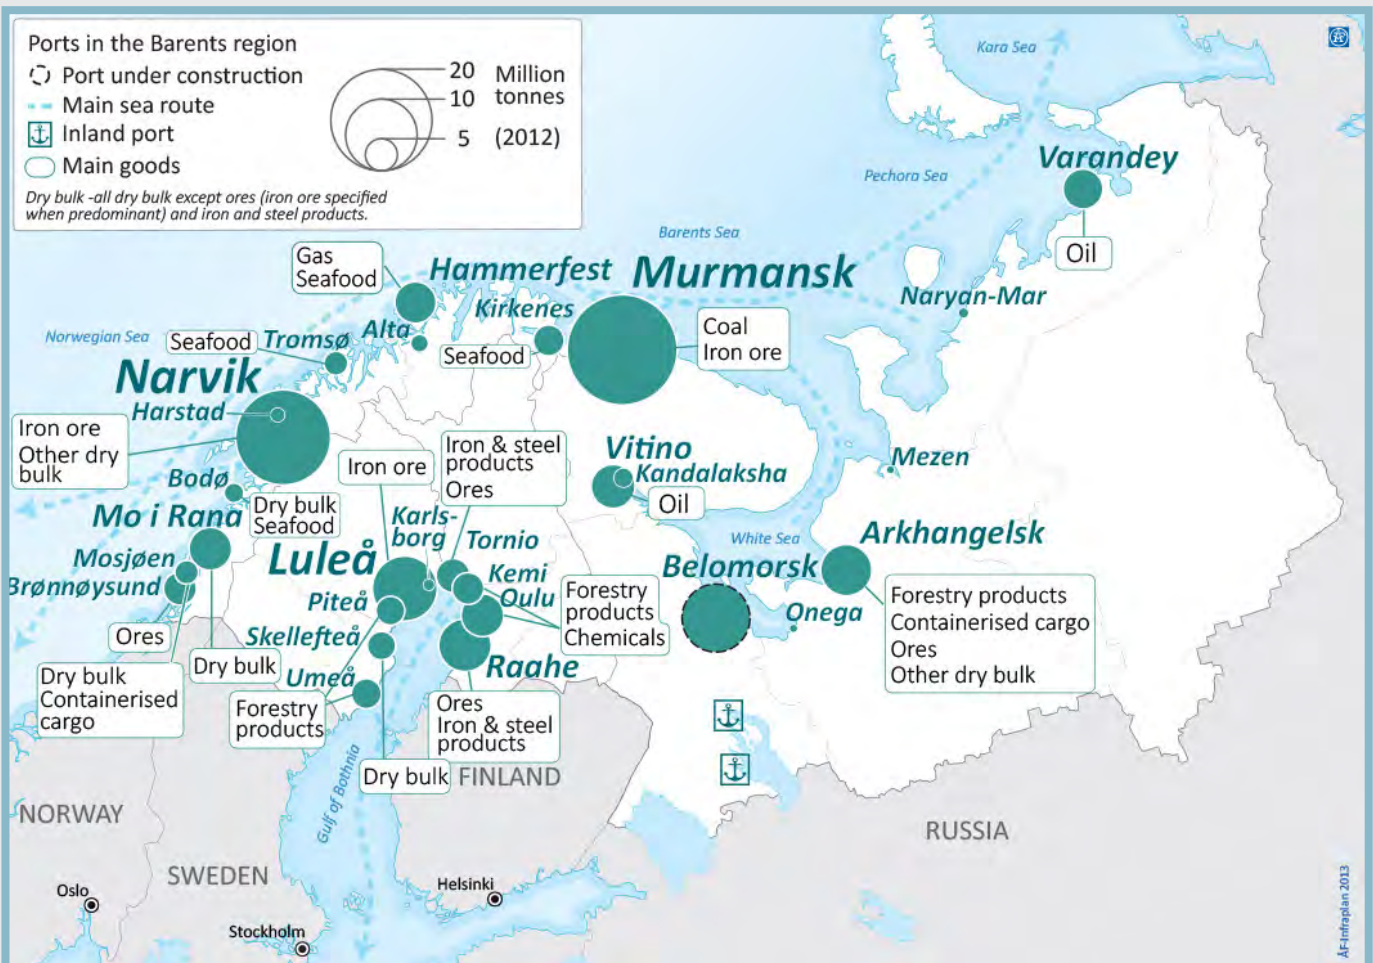 Ports in the Barents region
Port under construction
Main sea route
Inland port
Main goods
20
10
5
Million
tonnes
(2012)
Dry bulk -all dry bulk except ores (iron ore specified
when predominant) and iron and steel products.
Kara Sea
Varandey
Pechora Sea
Oil
Barents Sea
Gas
Seafood
Hammerfest
Murmansk
Naryan-Mar
Kirkenes
Alta
Norwegian Sea
Seafood
Tromsø
Seafood
Coal
Iron ore
Narvik
Harstad
Iron ore
Other dry
bulk
Iron ore
Iron & steel
products
Ores
Vitino
Kandalaksha
Oil
Mezen
Bodø
Dry bulk
Seafood
Mo i Rana
Karls-
borg
Tornio
White Sea
Arkhangelsk
Mosjøen
Luleå
Kemi
Belomorsk
Brønnøysund
Oulu
Piteå
Forestry
products
Chemicals
Onega
Forestry products
Containerised cargo
Ores
Other dry bulk
Ores
Skellefteå
Dry bulk
Raahe
Umeå
Dry bulk
Containerised
cargo
Forestry
products
Ores
Iron & steel
products
Dry bulk
FINLAND
Gulf of Bothnia
NORWAY
RUSSIA
SWEDEN
Oslo
Helsinki
Stockholm
ÅF-Infraplan 2013